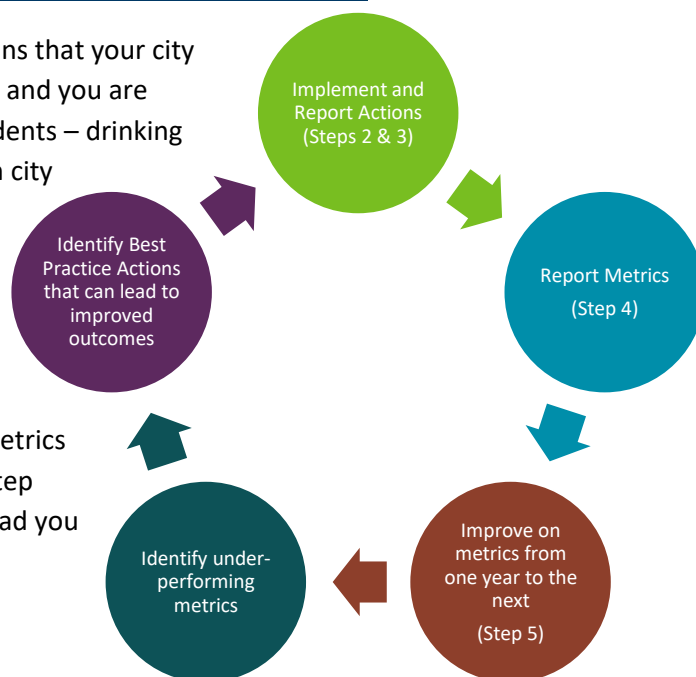 ons that your city
and you are
dents – drinking
n city
Implement and
Report Actions
(Steps 2 & 3)
Report Metrics
(Step 4)
Improve on
metrics from
one year to the
next
(Step 5)
Identify under-
performing
metrics
Identify Best
Practice Actions
that can lead to
improved
outcomes
etrics
tep
ad you